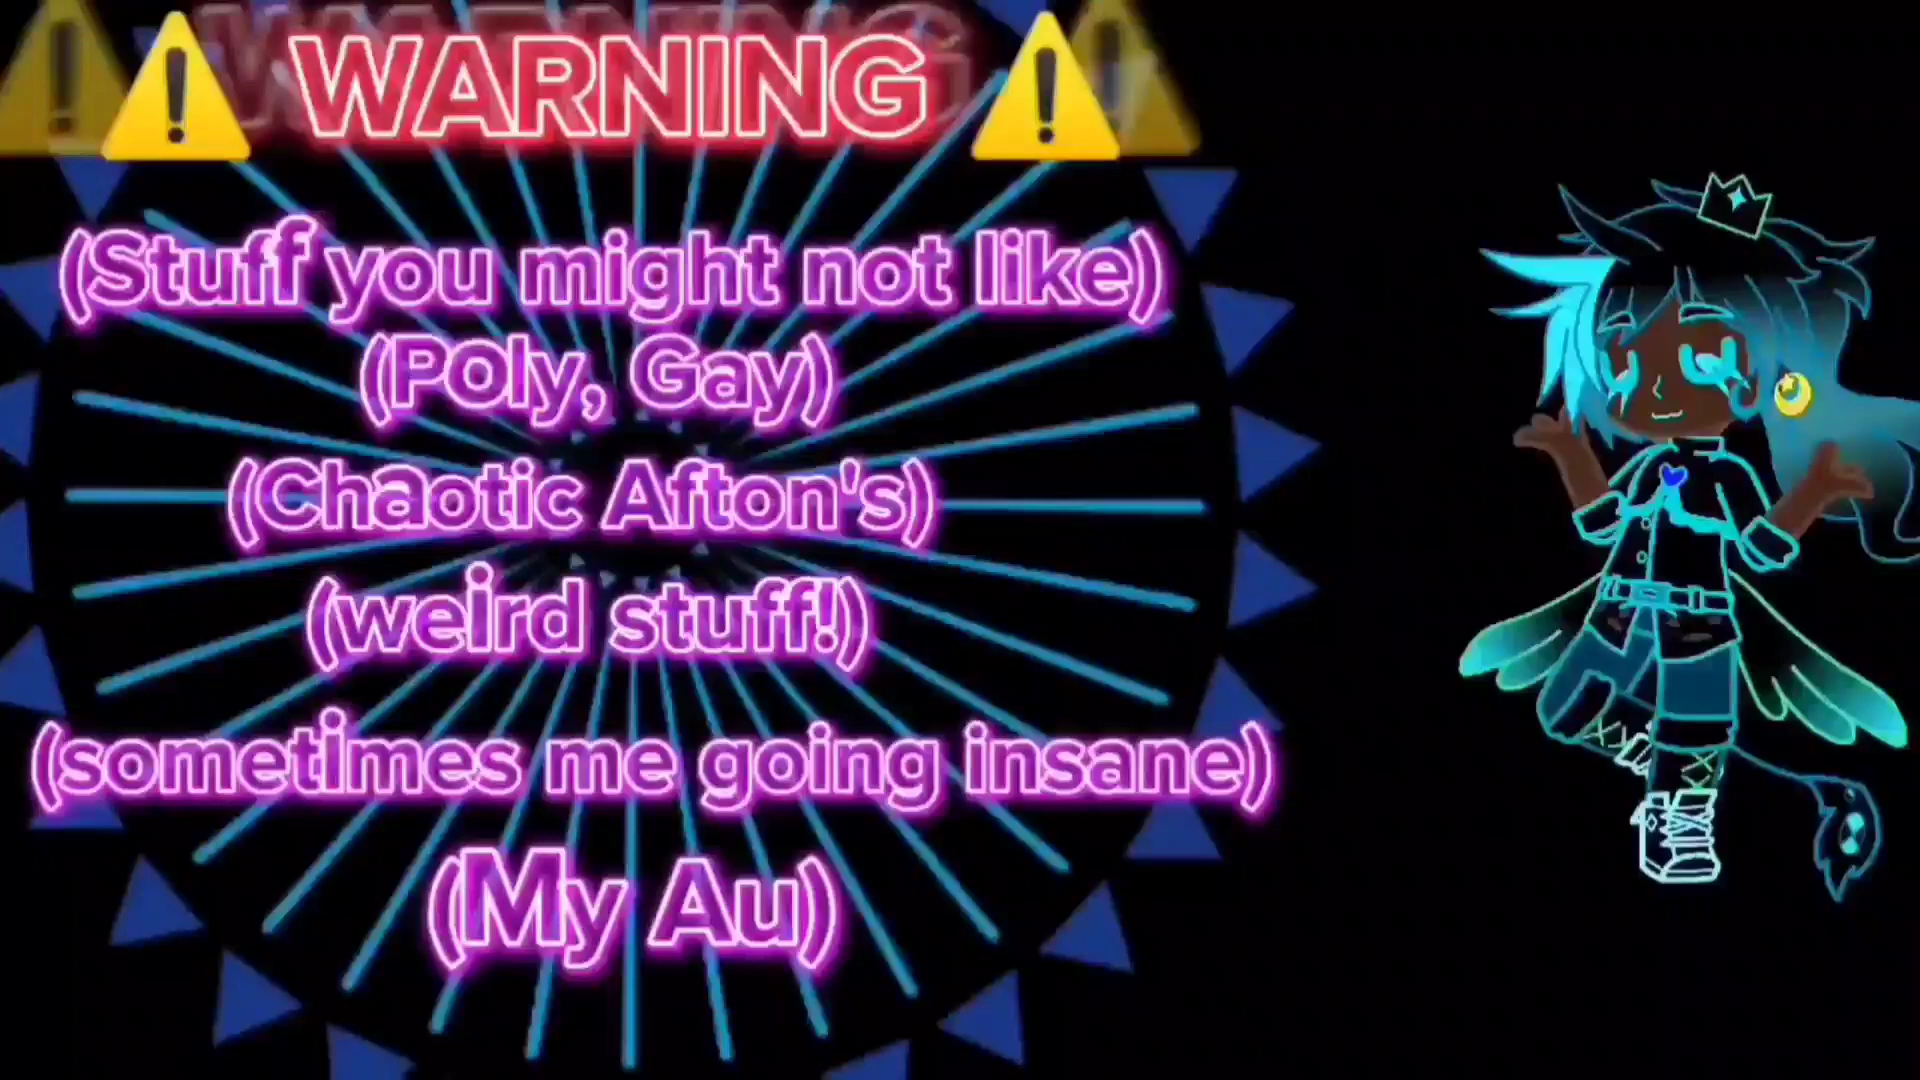 ⚠️ WARNING ⚠️
(Stuff you might not like)
(Poly, Gay)
(Chaotic Afton's)
(weird stuff!)
(sometimes me going insane)
(My Au)